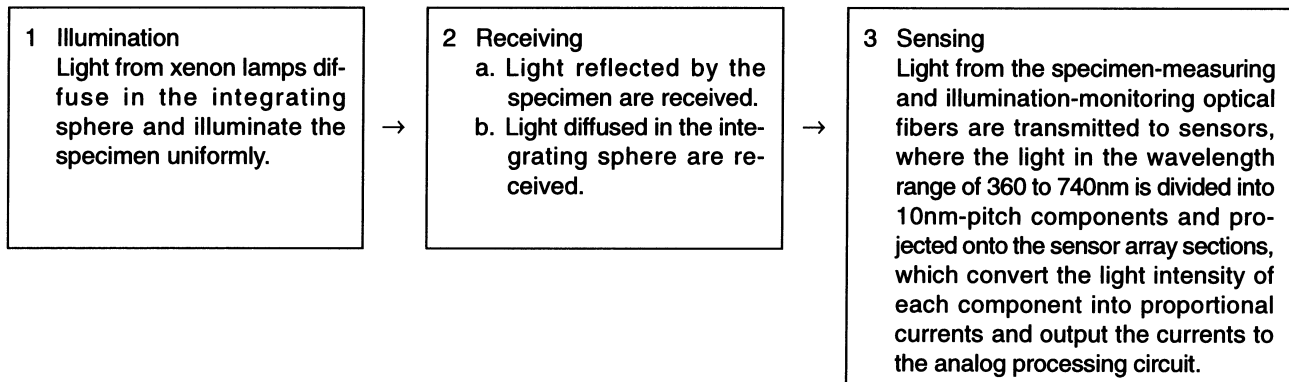 1 Illumination
Light from xenon lamps dif-
fuse in the integrating
sphere and illuminate the
specimen uniformly.
→
2 Receiving
a. Light reflected by the
specimen are received.
b. Light diffused in the inte-
grating sphere are re-
ceived.
→
3 Sensing
Light from the specimen-measuring
and illumination-monitoring optical
fibers are transmitted to sensors,
where the light in the wavelength
range of 360 to 740nm is divided into
10nm-pitch components and pro-
jected onto the sensor array sections,
which convert the light intensity of
each component into proportional
currents and output the currents to
the analog processing circuit.